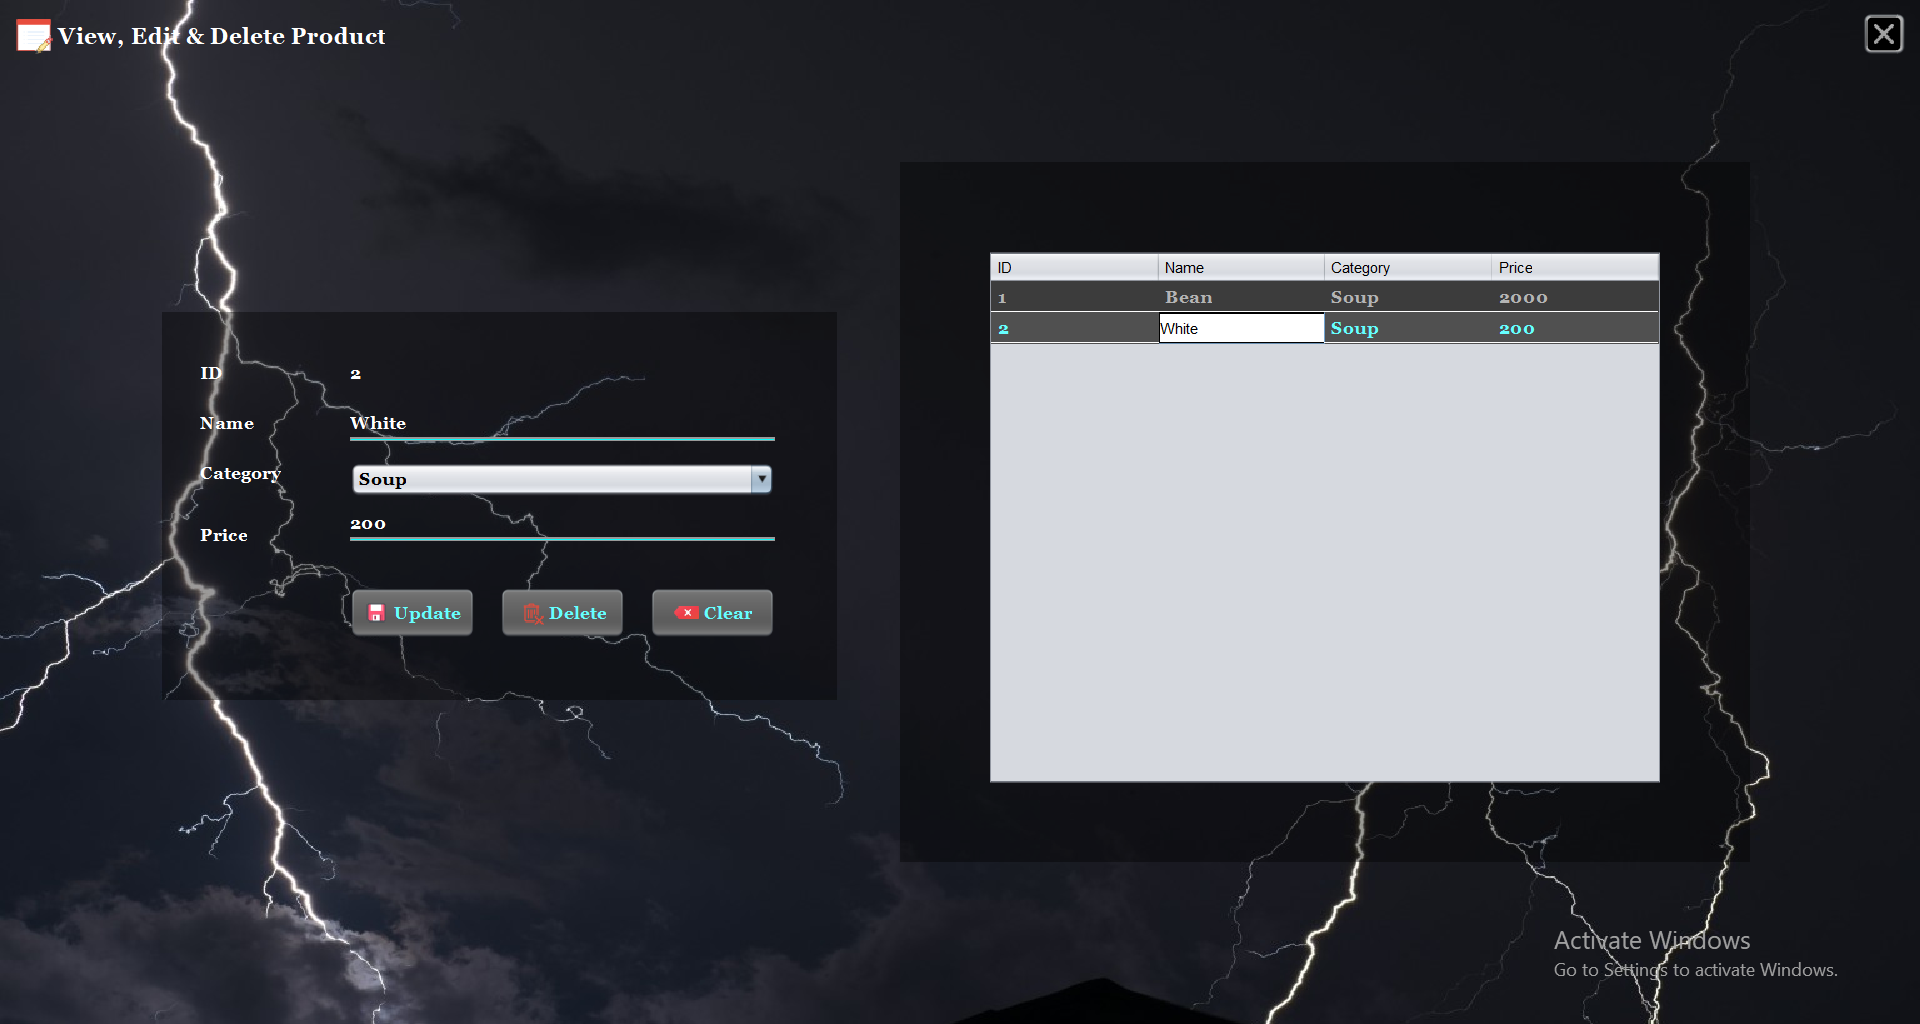 View, Edit & Delete Product
ID 2
Name White
Category Soup
Price 200
Update Delete Clear
ID Name Category Price
1 Bean Soup 2000
2 White Soup 200
Activate Windows
Go to Settings to activate Windows.